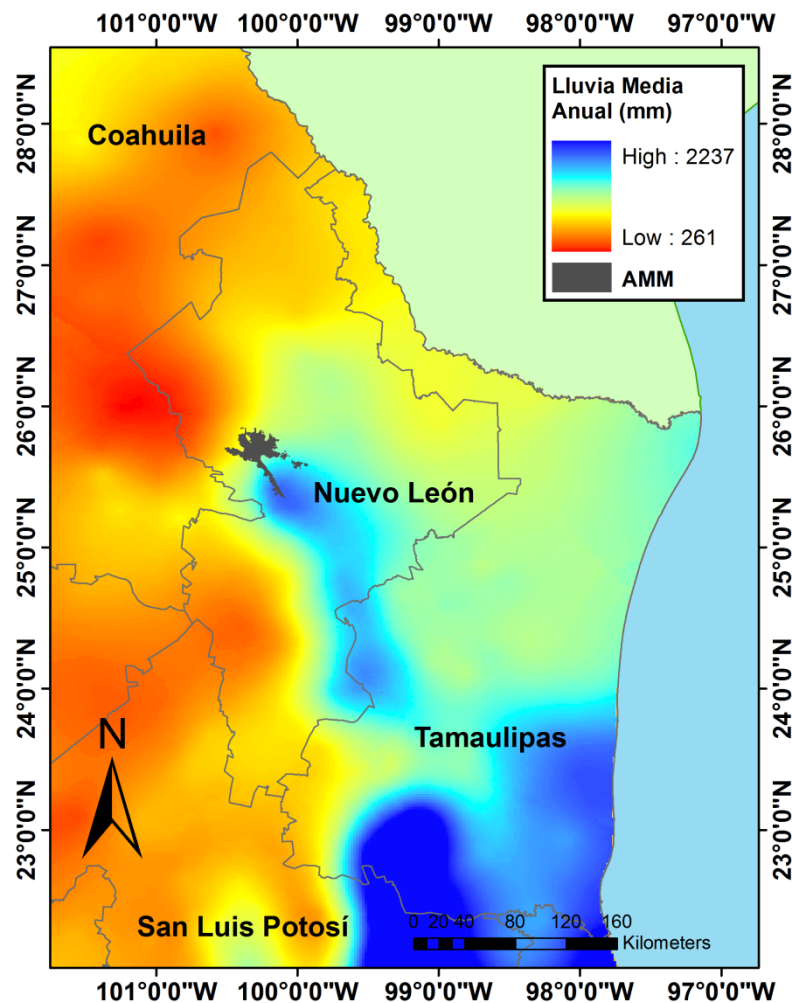 101°0'0"W 100°0'0"W 99°0'0"W 98°0'0"W 97°0'0"W
28°0'0"N
27°0'0"N
26°0'0"N
25°0'0"N
24°0'0"N
23°0'0"N
Lluvia Media
Anual (mm)
High : 2237
Low : 261
AMM
Coahuila
Nuevo León
Tamaulipas
N
San Luis Potosí
0 20 40 80 120 160
Kilometers
28°0'0"N
27°0'0"N
26°0'0"N
25°0'0"N
24°0'0"N
23°0'0"N
101°0'0"W 100°0'0"W 99°0'0"W 98°0'0"W 97°0'0"W